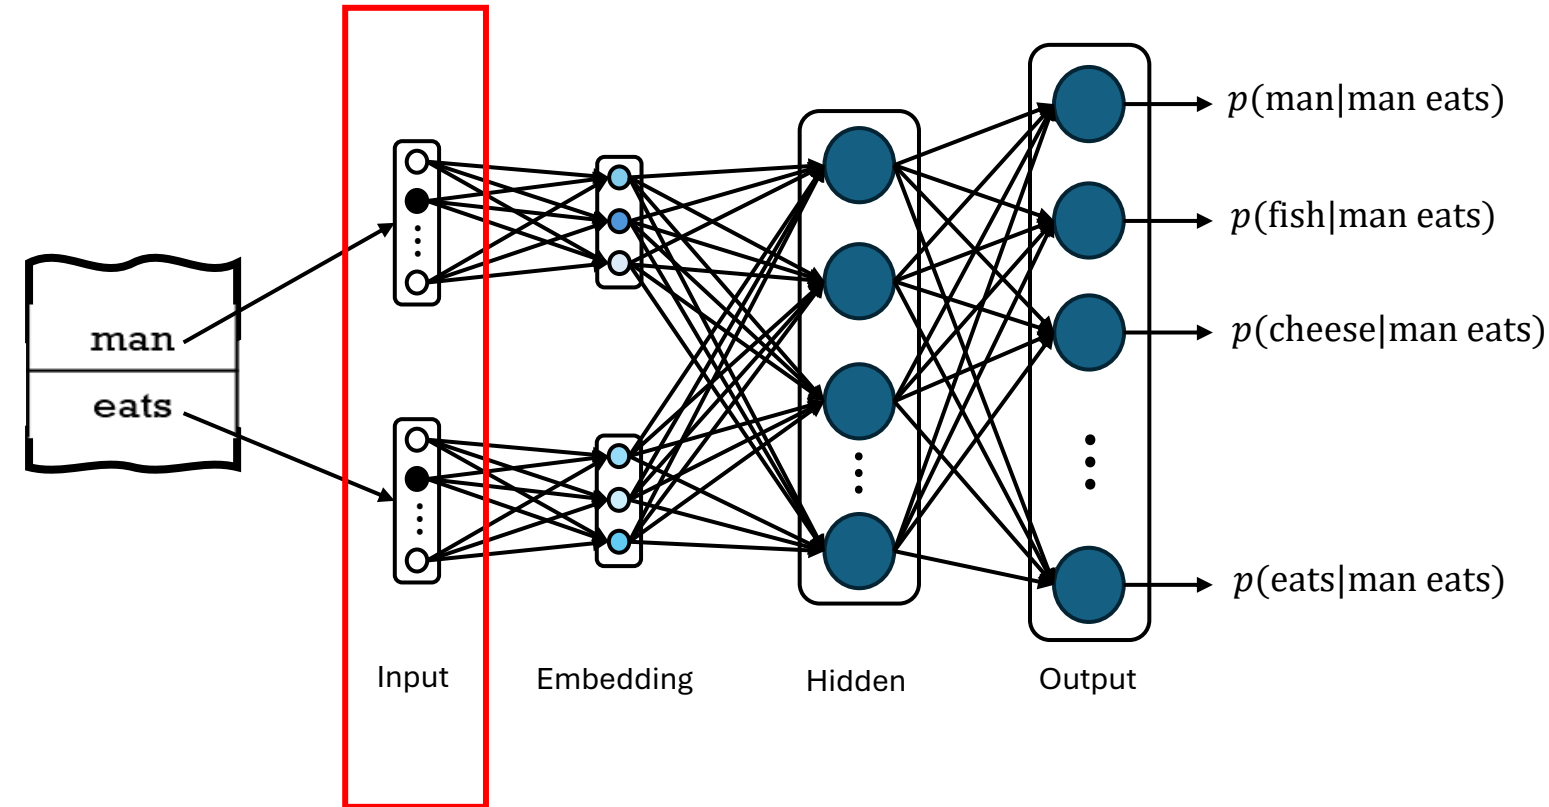 man
eats
Input
Embedding
Hidden
Output
p(man|man eats)
p(fish|man eats)
p(cheese|man eats)
p(eats|man eats)